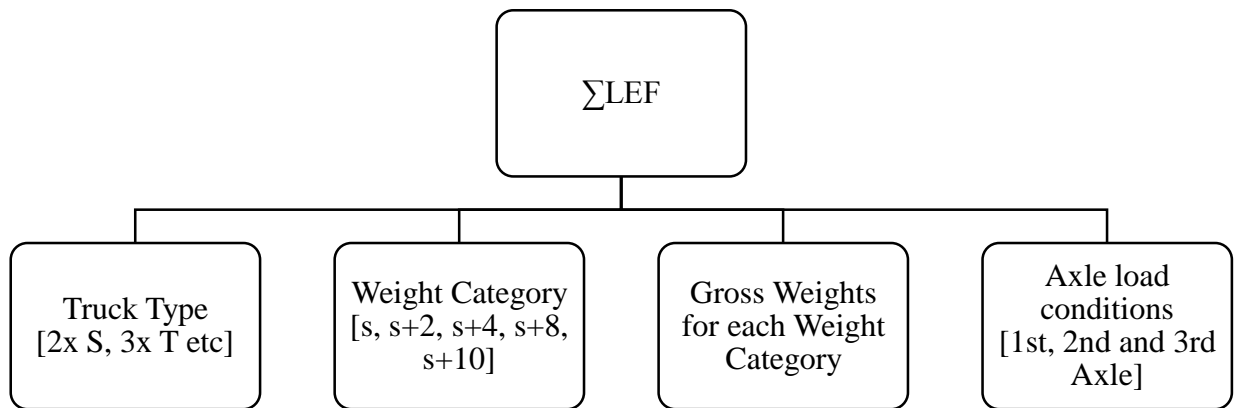 ∑LEF
Truck Type
[2x S, 3x T etc]
Weight Category
[s, s+2, s+4, s+8,
s+10]
Gross Weights
for each Weight
Category
Axle load
conditions
[1st, 2nd and 3rd
Axle]